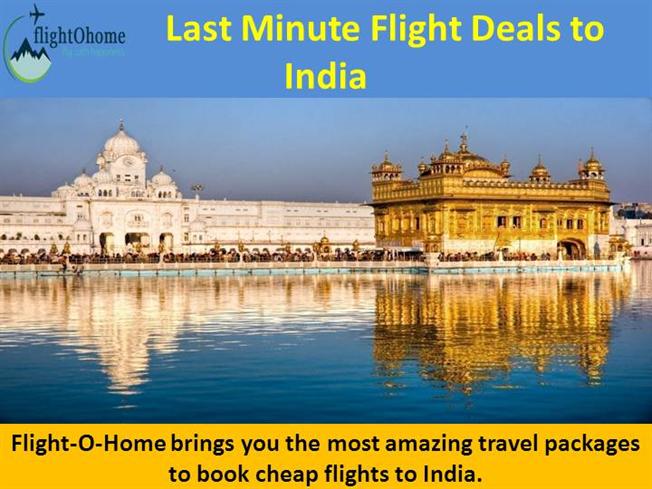 flightOhome
Last Minute Flight Deals to
India
Flight-O-Home brings you the most amazing travel packages
to book cheap flights to India.